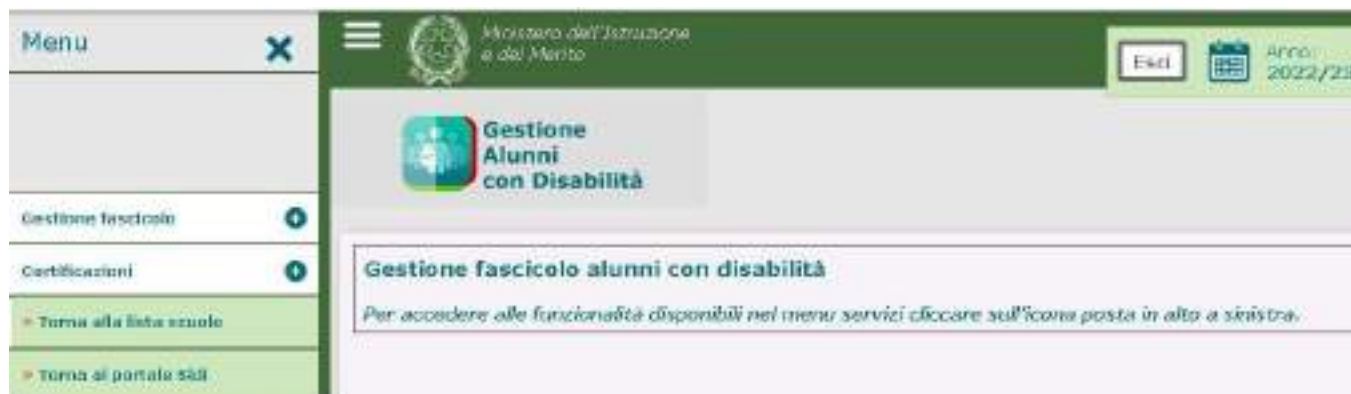 Menu
Ministero dell'Istruzione
e del Merito
Esci
Anno:
2022/23
Gestione
Alunni
con Disabilità
Gestione fascicolo
Certificazioni
Gestione fascicolo alunni con disabilità
Per accedere alle funzionalità disponibili nel menu servizi cliccare sull'icona posta in alto a sinistra.
» Torna alla lista scuole
» Torna al portale SIDI